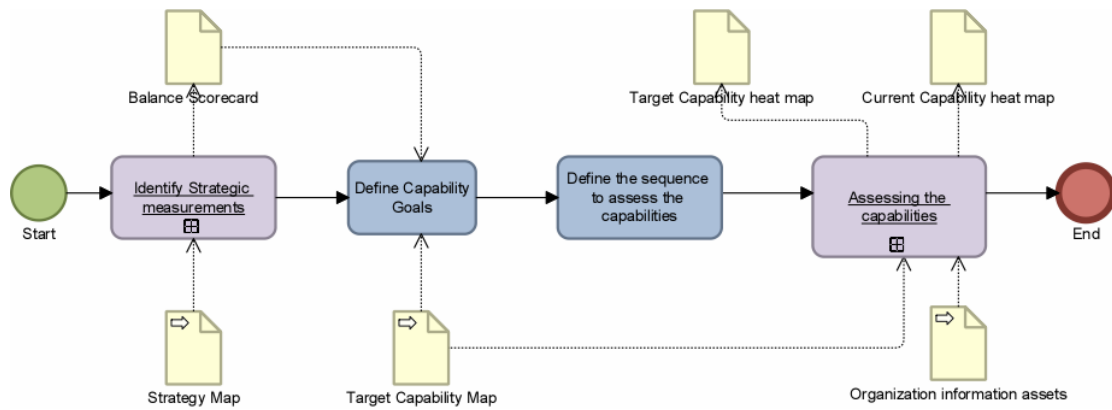 Balance Scorecard
Target Capability heat map
Current Capability heat map
Start
Identify Strategic
measurements
Define Capability
Goals
Define the sequence
to assess the
capabilities
Assessing the
capabilities
End
Strategy Map
Target Capability Map
Organization information assets